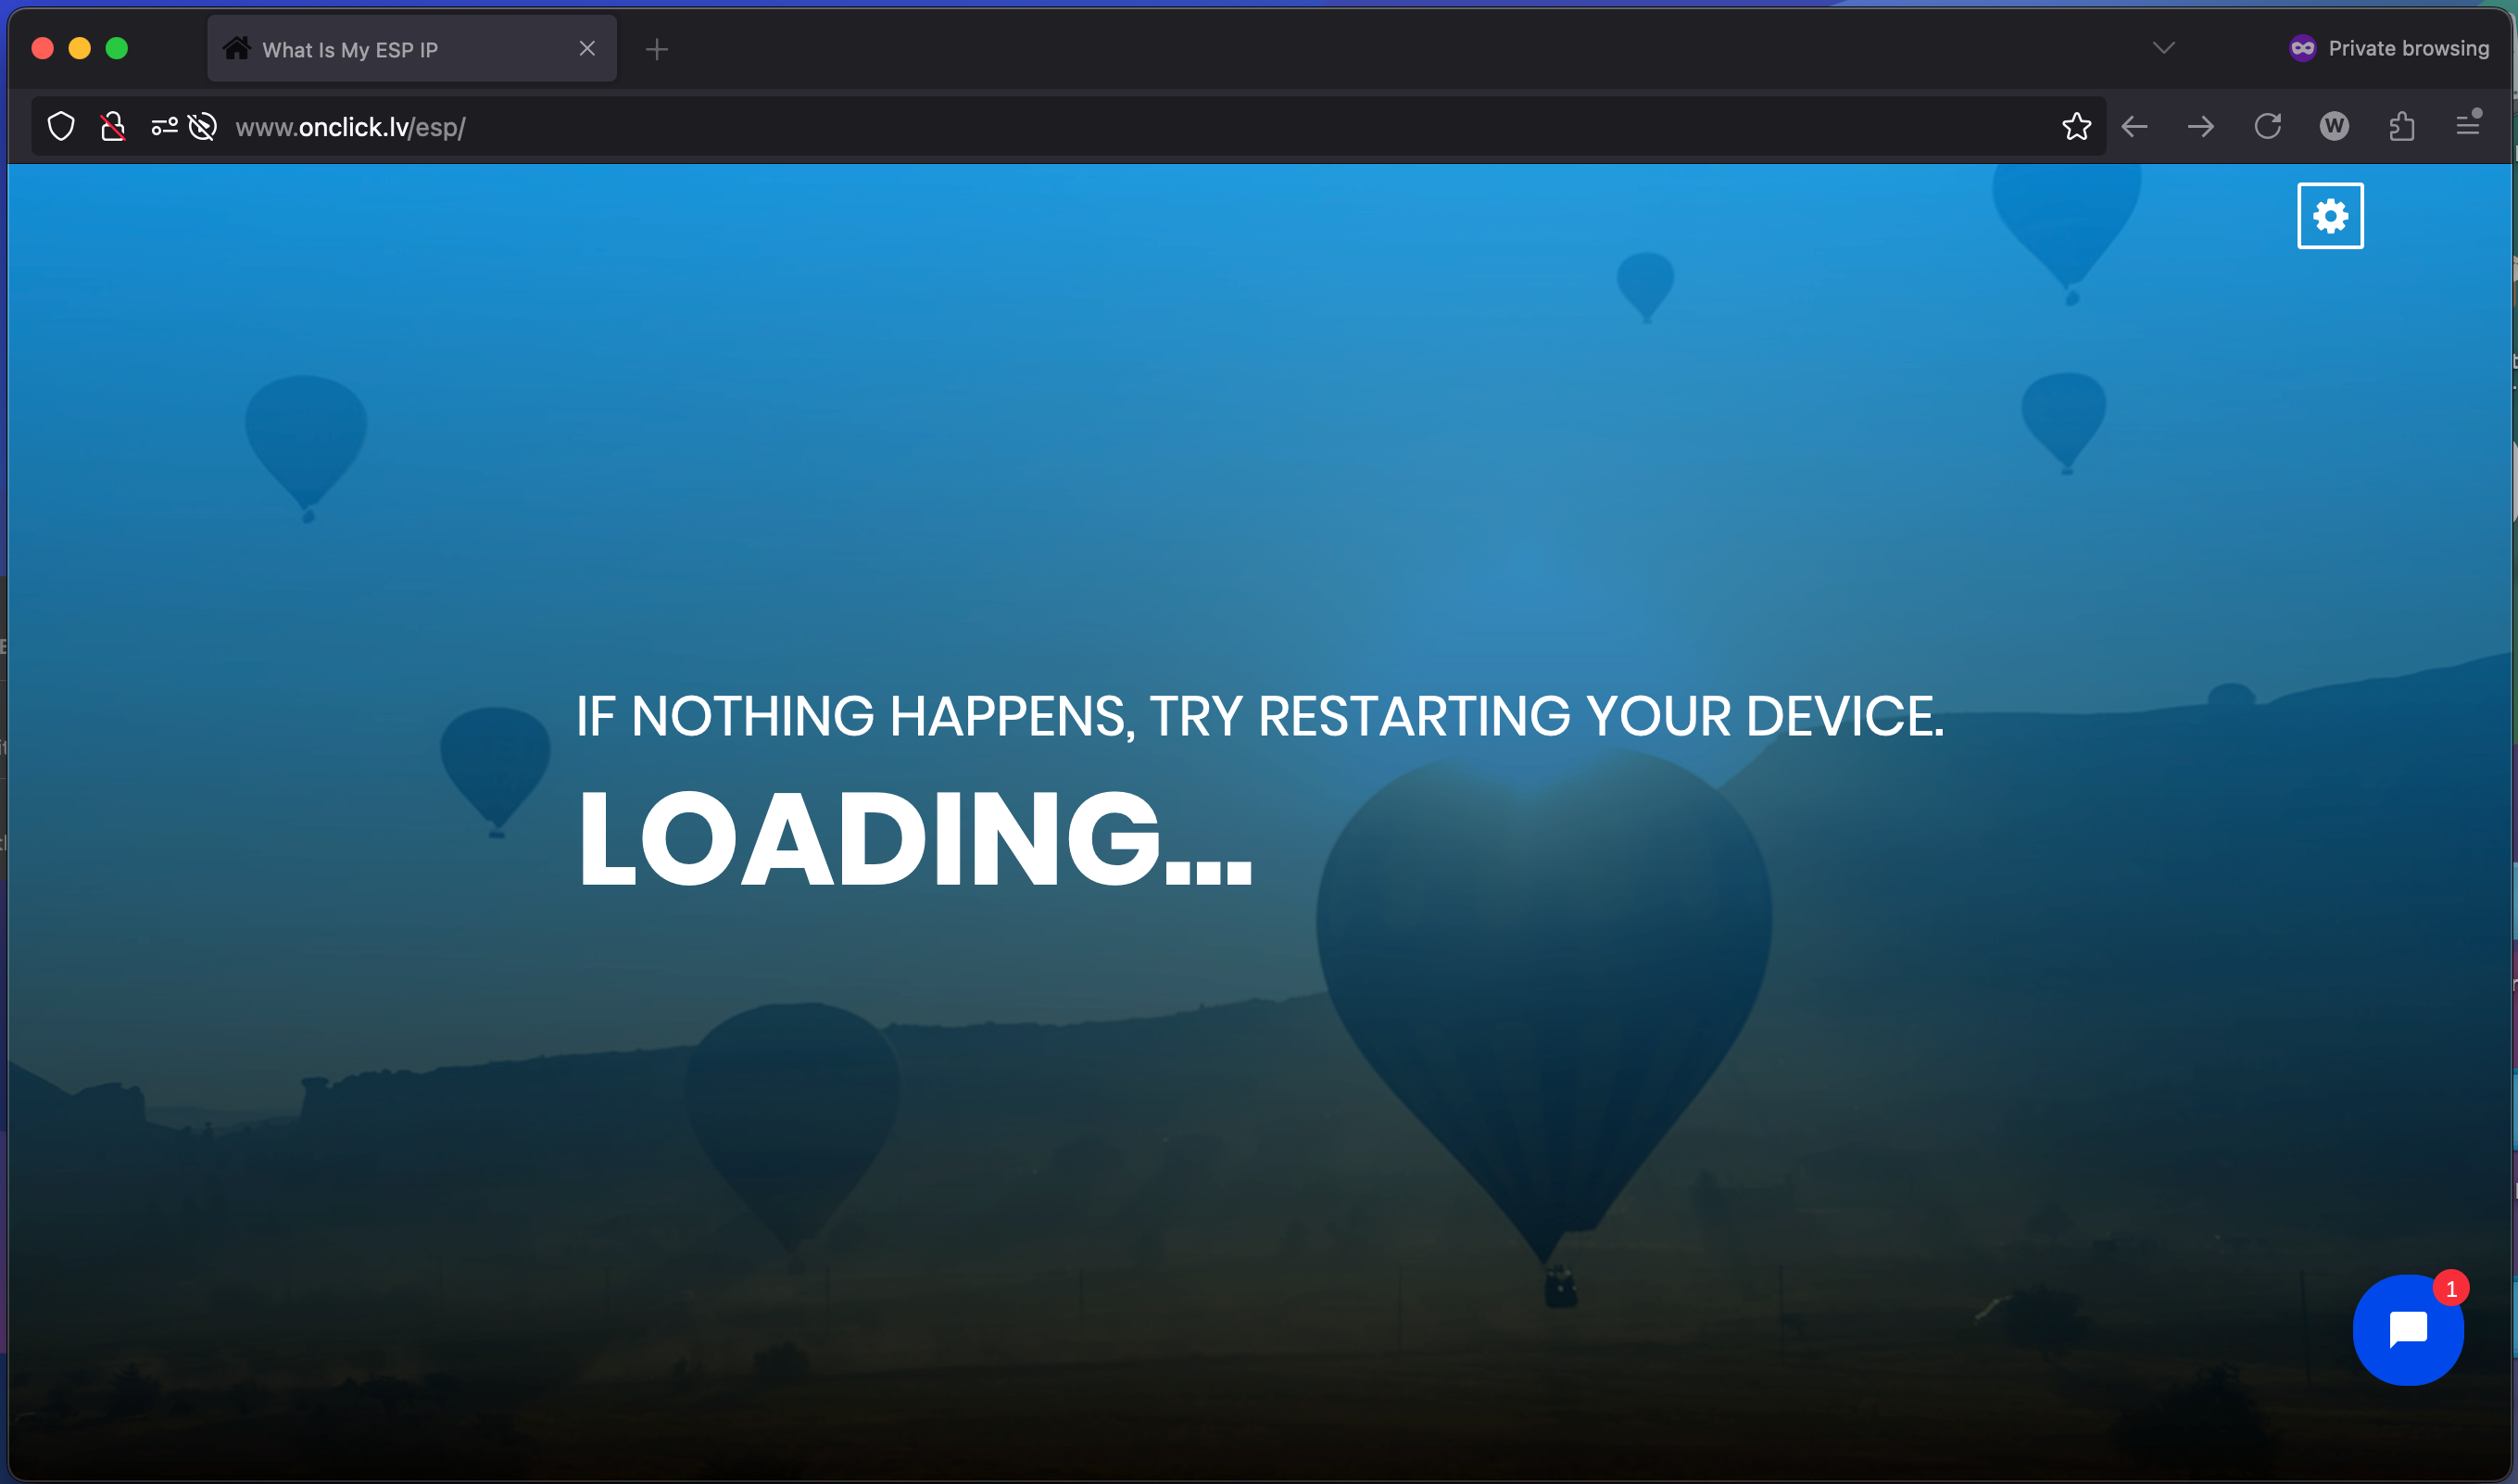 What Is My ESP IP
Private browsing
www.onclick.lv/esp/
W
IF NOTHING HAPPENS, TRY RESTARTING YOUR DEVICE.
LOADING...
1